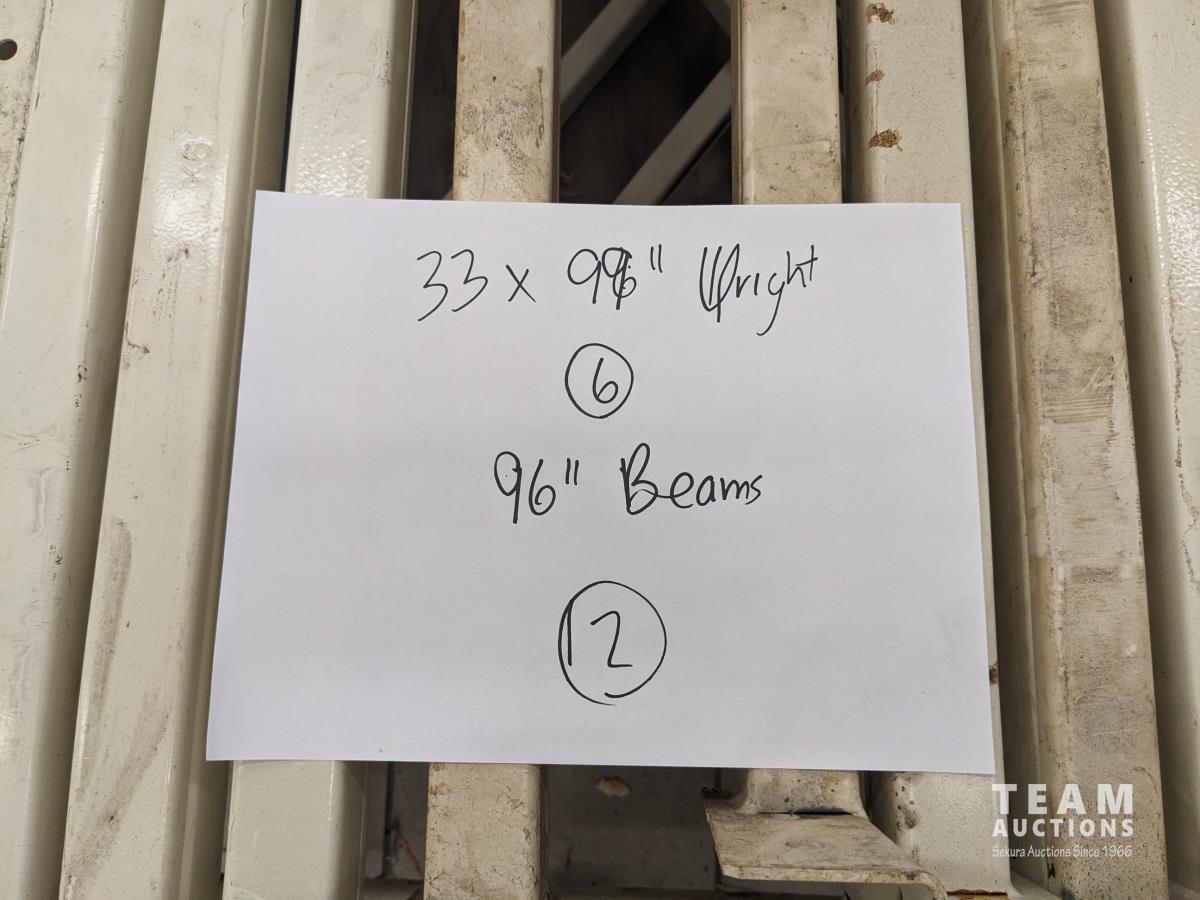 33 x 96" Upright
6
96" Beams
12
TEAM
AUCTIONS
Sekura Auctions Since 1966